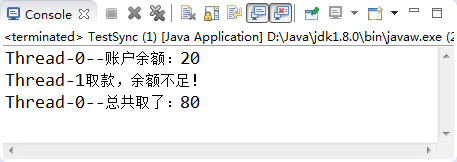 Console
<terminated> TestSync (1) [Java Application] D:\Java\jdk1.8.0\bin\javaw.exe (2
Thread-0--账户余额：20
Thread-1取款，余额不足！
Thread-0--总共取了：80